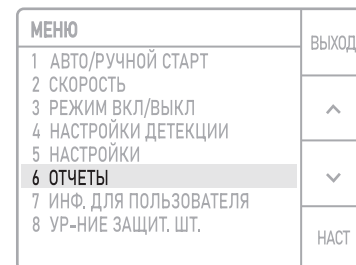 МЕНЮ
1 АВТО/РУЧНОЙ СТАРТ
2 СКОРОСТЬ
3 РЕЖИМ ВКЛ/ВЫКЛ
4 НАСТРОЙКИ ДЕТЕКЦИИ
5 НАСТРОЙКИ
6 ОТЧЕТЫ
7 ИНФ. ДЛЯ ПОЛЬЗОВАТЕЛЯ
8 УР-НИЕ ЗАЩИТ. ШТ.
ВЫХОД
НАСТ